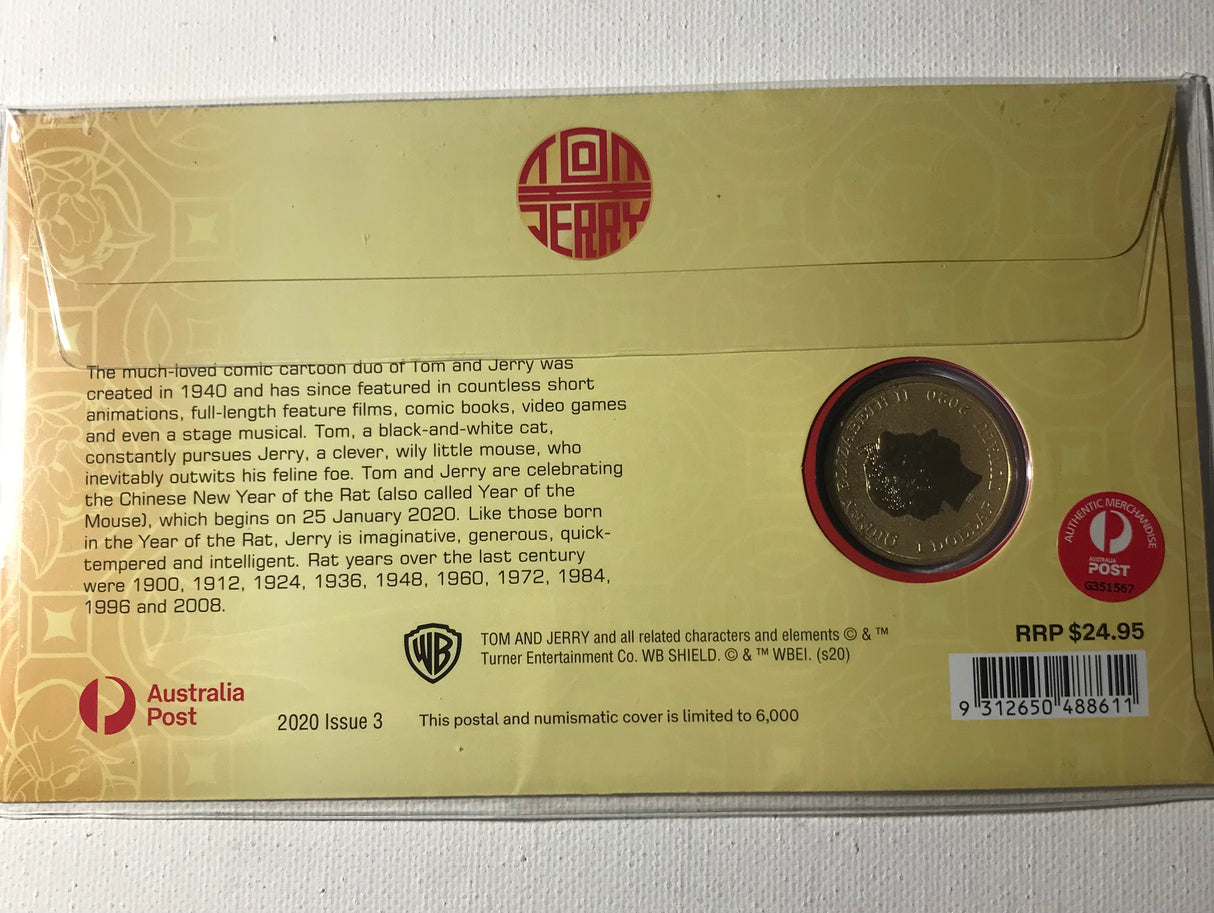 TOM
JERRY
The much-loved comic cartoon duo of Tom and Jerry was
created in 1940 and has since featured in countless short
animations, full-length feature films, comic books, video games
and even a stage musical. Tom, a black-and-white cat,
constantly pursues Jerry, a clever, wily little mouse, who
inevitably outwits his feline foe. Tom and Jerry are celebrating
the Chinese New Year of the Rat (also called Year of the
Mouse), which begins on 25 January 2020. Like those born
in the Year of the Rat, Jerry is imaginative, generous, quick-
tempered and intelligent. Rat years over the last century
were 1900, 1912, 1924, 1936, 1948, 1960, 1972, 1984,
1996 and 2008.
ELIZABETH II 2020
1 DOLLAR
AUTHENTIC MERCHANDISE
AUSTRALIA
POST
G351567
WB
TOM AND JERRY and all related characters and elements © & ™
Turner Entertainment Co. WB SHIELD. © & ™ WBEI. (s20)
RRP $24.95
9 312650 488611
Australia
Post
2020 Issue 3
This postal and numismatic cover is limited to 6,000